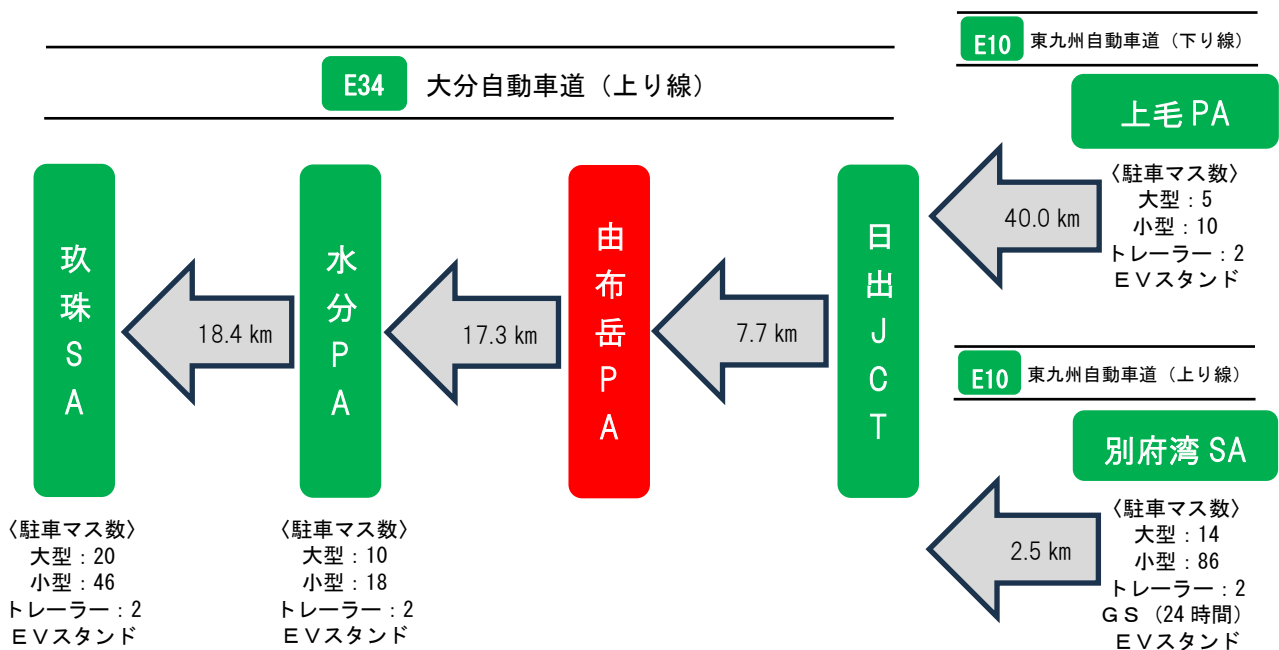 E34 大分自動車道（上り線）
E10 東九州自動車道（下り線）
上毛PA
〈駐車マス数〉
大型：5
小型：10
トレーラー：2
ＥＶスタンド
40.0 km
日出JCT
7.7 km
由布岳PA
17.3 km
水分PA
〈駐車マス数〉
大型：10
小型：18
トレーラー：2
ＥＶスタンド
18.4 km
玖珠SA
〈駐車マス数〉
大型：20
小型：46
トレーラー：2
ＥＶスタンド
E10 東九州自動車道（上り線）
別府湾SA
〈駐車マス数〉
大型：14
小型：86
トレーラー：2
ＧＳ（24時間）
ＥＶスタンド
2.5 km